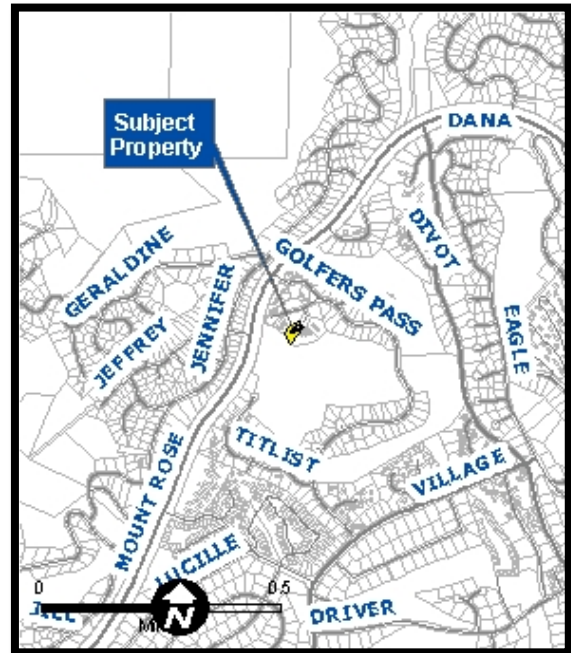 Subject
Property
DANA
DIVOT
GOLFERS PASS
GERALDINE
JENNIFER
JEFFREY
EAGLE
TITLIST
MOUNT ROSE
VILLAGE
LUCILLE
0
0.5
N
DRIVER